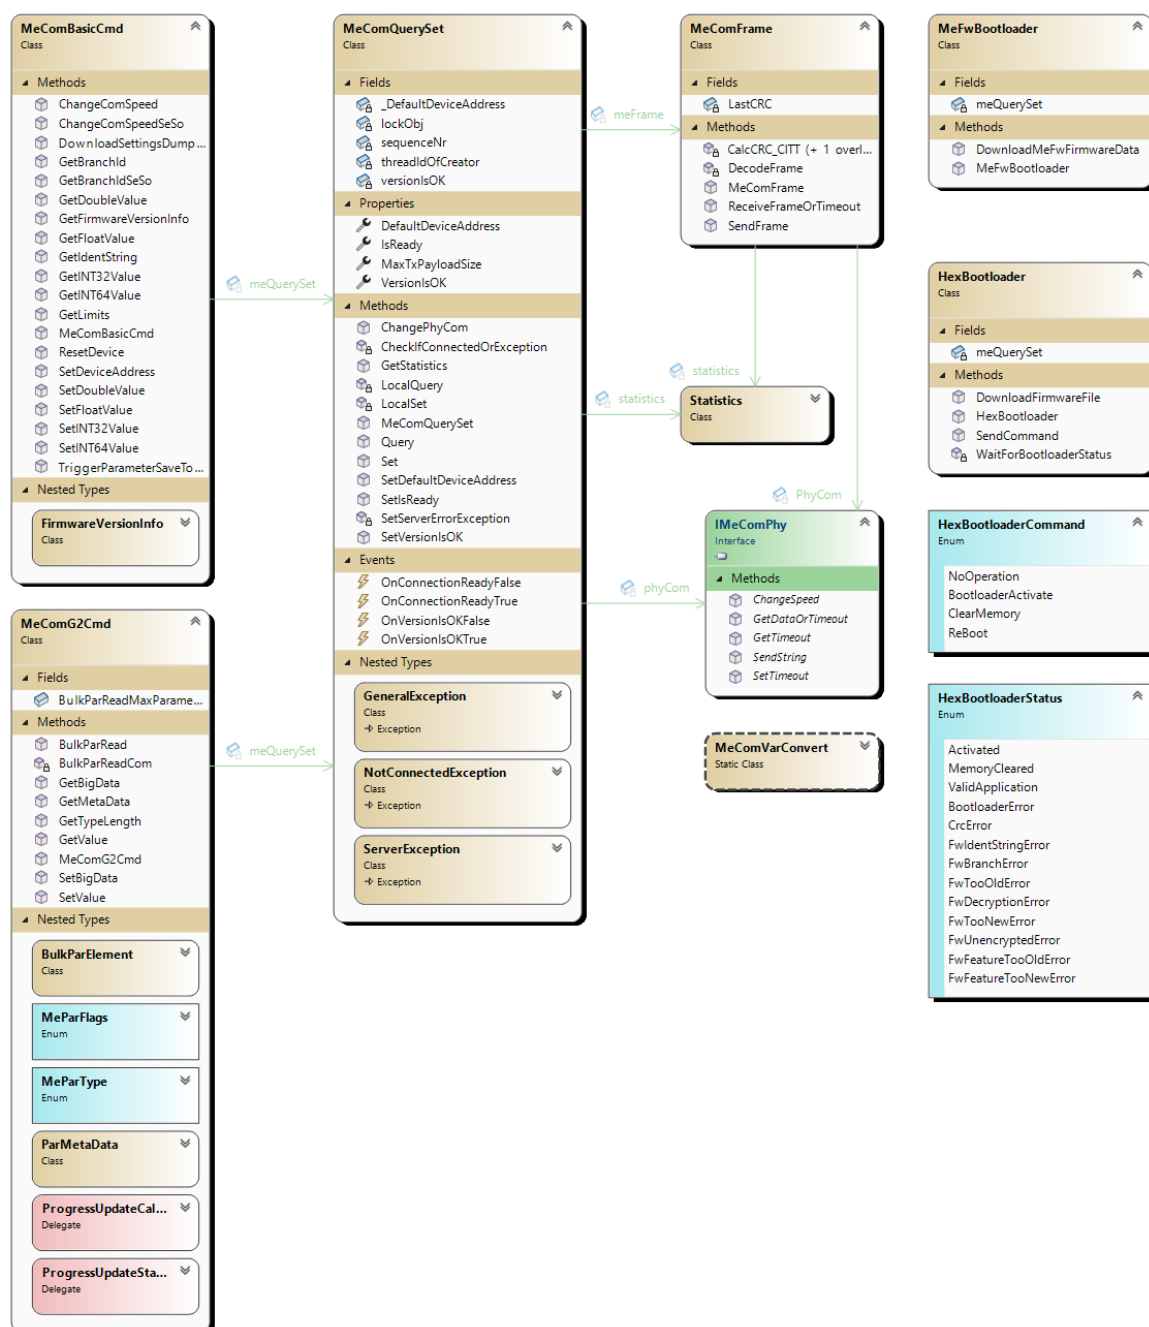 MeComBasicCmd
Class
Methods
ChangeComSpeed
ChangeComSpeedSeSo
DownloadSettingsDump...
GetBranchId
GetBranchIdSeSo
GetDoubleValue
GetFirmwareVersionInfo
GetFloatValue
GetIdentString
GetINT32Value
GetINT64Value
GetLimits
MeComBasicCmd
ResetDevice
SetDeviceAddress
SetDoubleValue
SetFloatValue
SetINT32Value
SetINT64Value
TriggerParameterSaveTo...
Nested Types
FirmwareVersionInfo
Class
MeComG2Cmd
Class
Fields
BulkParReadMaxParame...
Methods
BulkParRead
BulkParReadCom
GetBigData
GetMetaData
GetTypeLength
GetValue
MeComG2Cmd
SetBigData
SetValue
Nested Types
BulkParElement
Class
MeParFlags
Enum
MeParType
Enum
ParMetaData
Class
ProgressUpdateCal...
Delegate
ProgressUpdateSta...
Delegate
meQuerySet
meQuerySet
MeComQuerySet
Class
Fields
_DefaultDeviceAddress
lockObj
sequenceNr
threadIdOfCreator
versionIsOK
Properties
DefaultDeviceAddress
IsReady
MaxTxPayloadSize
VersionIsOK
Methods
ChangePhyCom
CheckIfConnectedOrException
GetStatistics
LocalQuery
LocalSet
MeComQuerySet
Query
Set
SetDefaultDeviceAddress
SetIsReady
SetServerErrorException
SetVersionIsOK
Events
OnConnectionReadyFalse
OnConnectionReadyTrue
OnVersionIsOKFalse
OnVersionIsOKTrue
Nested Types
GeneralException
Class
Exception
NotConnectedException
Class
Exception
ServerException
Class
Exception
meFrame
statistics
phyCom
MeComFrame
Class
Fields
LastCRC
Methods
CalcCRC_CITT (+ 1 overl...
DecodeFrame
MeComFrame
ReceiveFrameOrTimeout
SendFrame
statistics
PhyCom
Statistics
Class
IMeComPhy
Interface
Methods
ChangeSpeed
GetDataOrTimeout
GetTimeout
SendString
SetTimeout
MeComVarConvert
Static Class
MeFwBootloader
Class
Fields
meQuerySet
Methods
DownloadMeFwFirmwareData
MeFwBootloader
HexBootloader
Class
Fields
meQuerySet
Methods
DownloadFirmwareFile
HexBootloader
SendCommand
WaitForBootloaderStatus
HexBootloaderCommand
Enum
NoOperation
BootloaderActivate
ClearMemory
ReBoot
HexBootloaderStatus
Enum
Activated
MemoryCleared
ValidApplication
BootloaderError
CrcError
FwIdentStringError
FwBranchError
FwTooOldError
FwDecryptionError
FwTooNewError
FwUnencryptedError
FwFeatureTooOldError
FwFeatureTooNewError